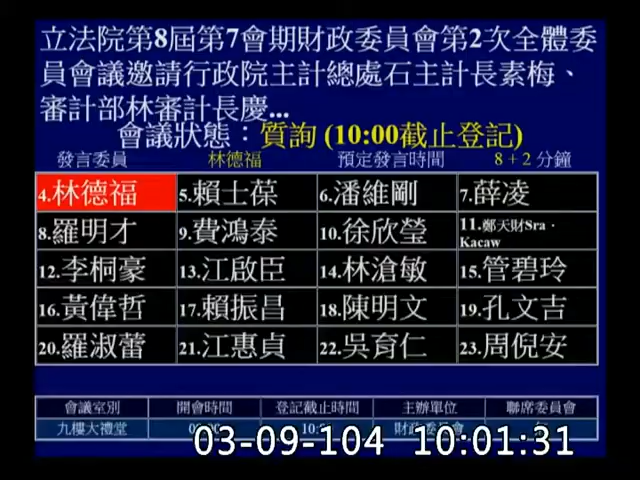 立法院第8屆第7會期財政委員會第2次全體委
員會議邀請行政院主計總處石主計長素梅、
審計部林審計長慶...
會議狀態：質詢 (10:00截止登記)
發言委員 林德福 預定發言時間 8 + 2 分鐘
4.林德福 5.賴士葆 6.潘維剛 7.薛凌
8.羅明才 9.費鴻泰 10.徐欣瑩 11.鄭天財Sra．
Kacaw
12.李桐豪 13.江啟臣 14.林滄敏 15.管碧玲
16.黃偉哲 17.賴振昌 18.陳明文 19.孔文吉
20.羅淑蕾 21.江惠貞 22.吳育仁 23.周倪安
會議室別 開會時間 登記截止時間 主辦單位 聯席委員會
九樓大禮堂 財政委員會
03-09-104 10:01:31